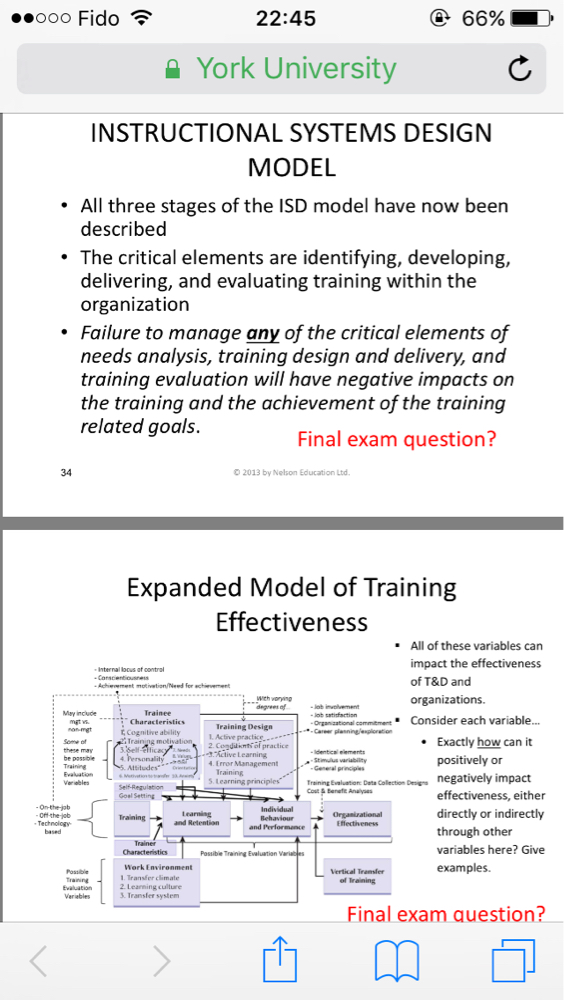 Fido 22:45 66%
York University
INSTRUCTIONAL SYSTEMS DESIGN
MODEL
• All three stages of the ISD model have now been
described
• The critical elements are identifying, developing,
delivering, and evaluating training within the
organization
• Failure to manage any of the critical elements of
needs analysis, training design and delivery, and
training evaluation will have negative impacts on
the training and the achievement of the training
related goals.
Final exam question?
34 © 2013 by Nelson Education Ltd.
Expanded Model of Training
Effectiveness
▪ All of these variables can
impact the effectiveness
of T&D and
organizations.
▪ Consider each variable...
• Exactly how can it
positively or
negatively impact
effectiveness, either
directly or indirectly
through other
variables here? Give
examples.
- Internal locus of control
- Conscientiousness
- Achievement motivation/Need for achievement
With varying
degrees of...
May include
mgt vs.
non-mgt
Some of
these may
be possible
Training
Evaluation
Variables
Trainee
Characteristics
1. Cognitive ability
2. Training motivation
3. Self-efficacy
4. Personality
5. Attitudes
6. Motivation to transfer
7. Needs
8. Values
9. Goal
Orientation
Training Design
1. Active practice
2. Conditions of practice
3. Active Learning
4. Error Management
Training
5. Learning principles
- Job involvement
- Job satisfaction
- Organizational commitment
- Career planning/exploration
- Identical elements
- Stimulus variability
- General principles
Training Evaluation: Data Collection Designs
Cost & Benefit Analyses
Self-Regulation
Goal Setting
- On-the-job
- Off-the-job
- Technology-
based
Training
Learning
and Retention
Individual
Behaviour
and Performance
Organizational
Effectiveness
Trainer
Characteristics
Possible Training Evaluation Variables
Possible
Training
Evaluation
Variables
Work Environment
1. Transfer climate
2. Learning culture
3. Transfer system
Vertical Transfer
of Training
Final exam question?